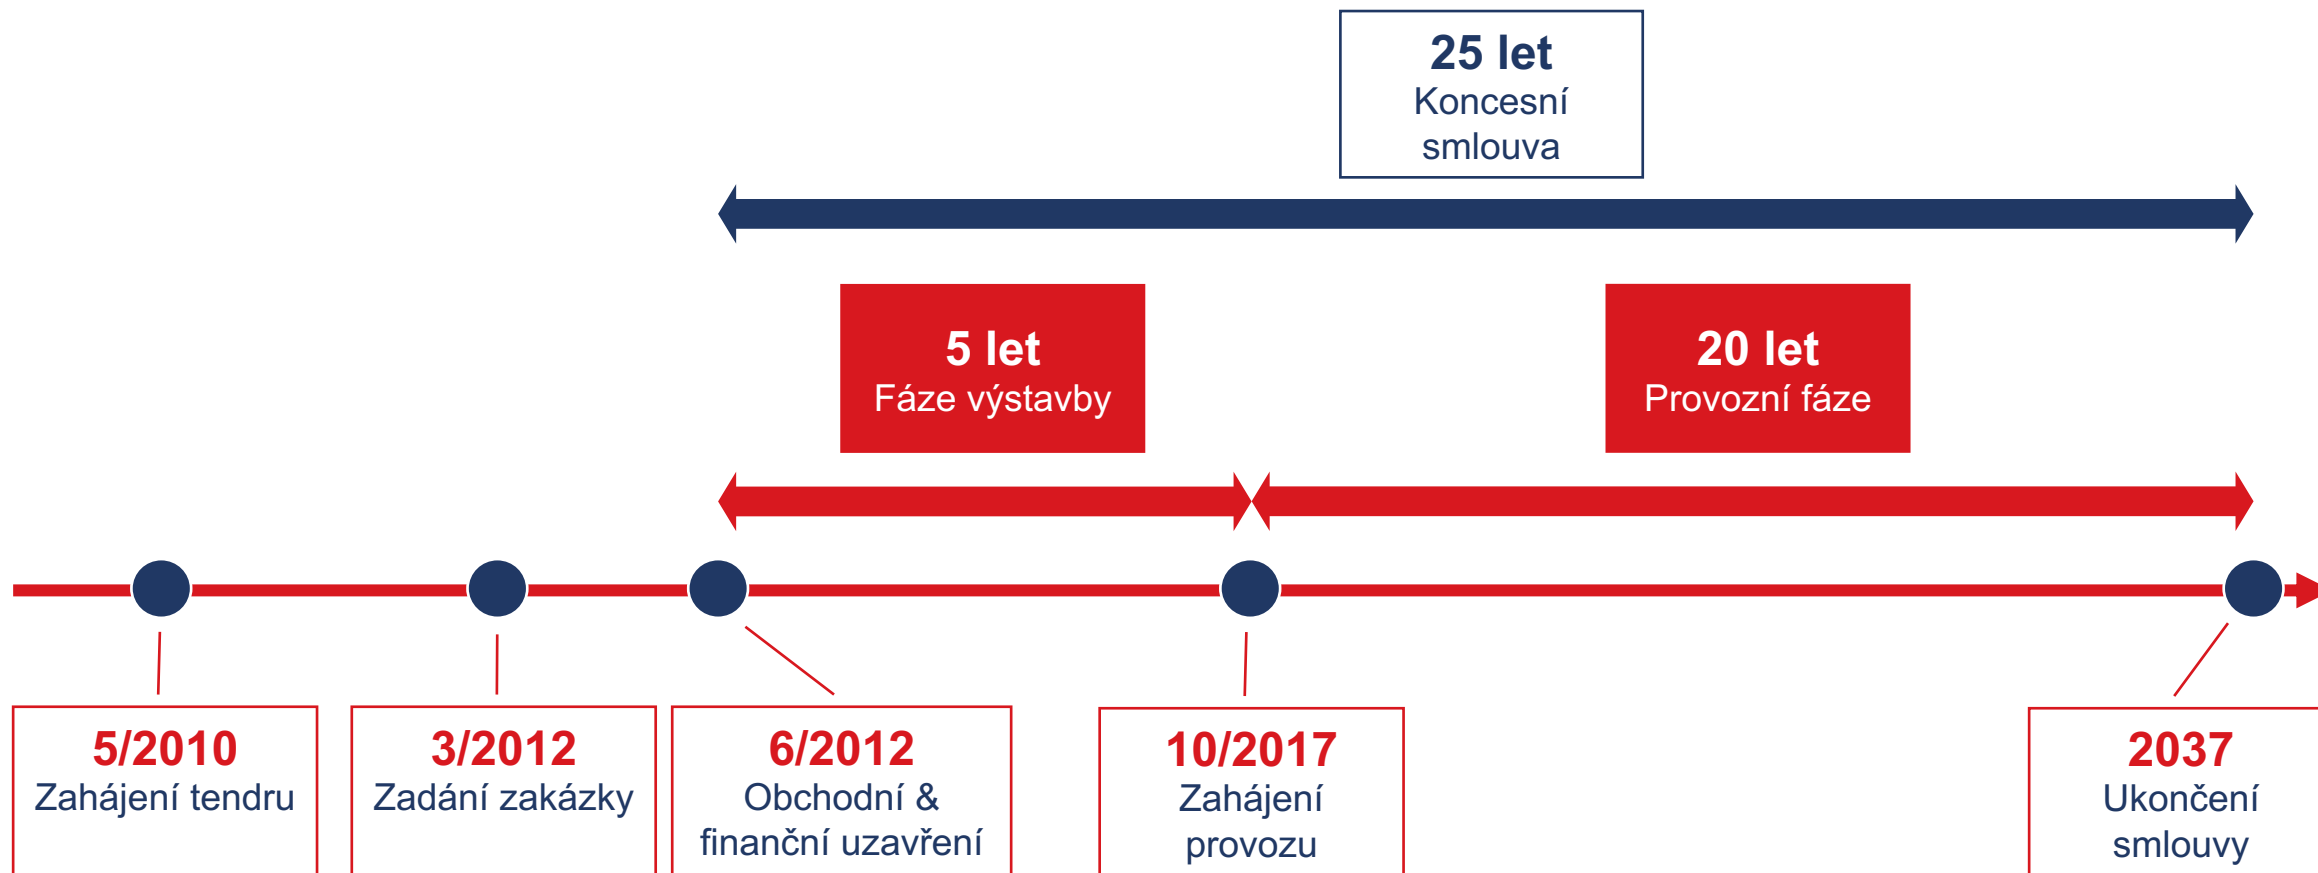 25 let
Koncesní
smlouva
5 let
Fáze výstavby
20 let
Provozní fáze
5/2010
Zahájení tendru
3/2012
Zadání zakázky
6/2012
Obchodní &
finanční uzavření
10/2017
Zahájení
provozu
2037
Ukončení
smlouvy